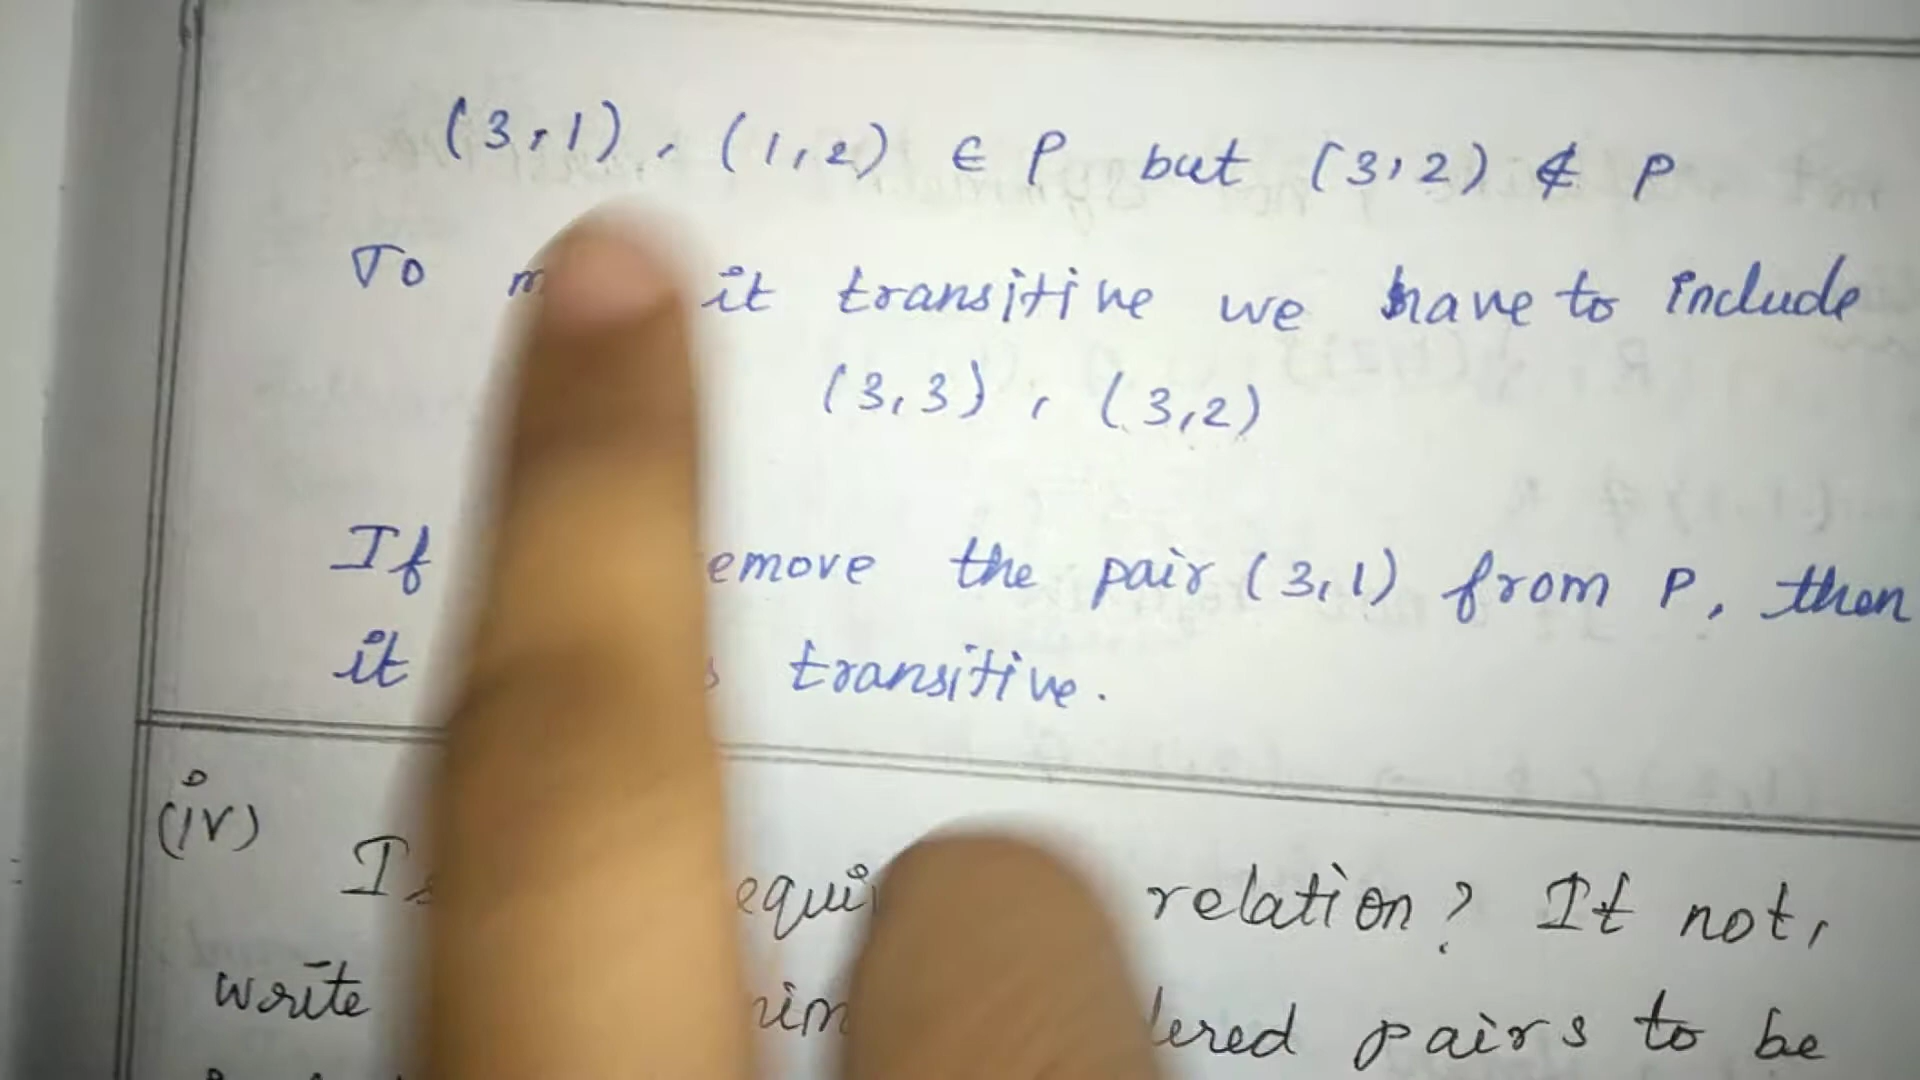 (3,1), (1,2) ∈ P but (3,2) ∉ P
To it transitive we have to include
(3,3), (3,2)
If the pair (3,1) from P, then
it transitive.
(iv)
relation? If not,
write pairs to be